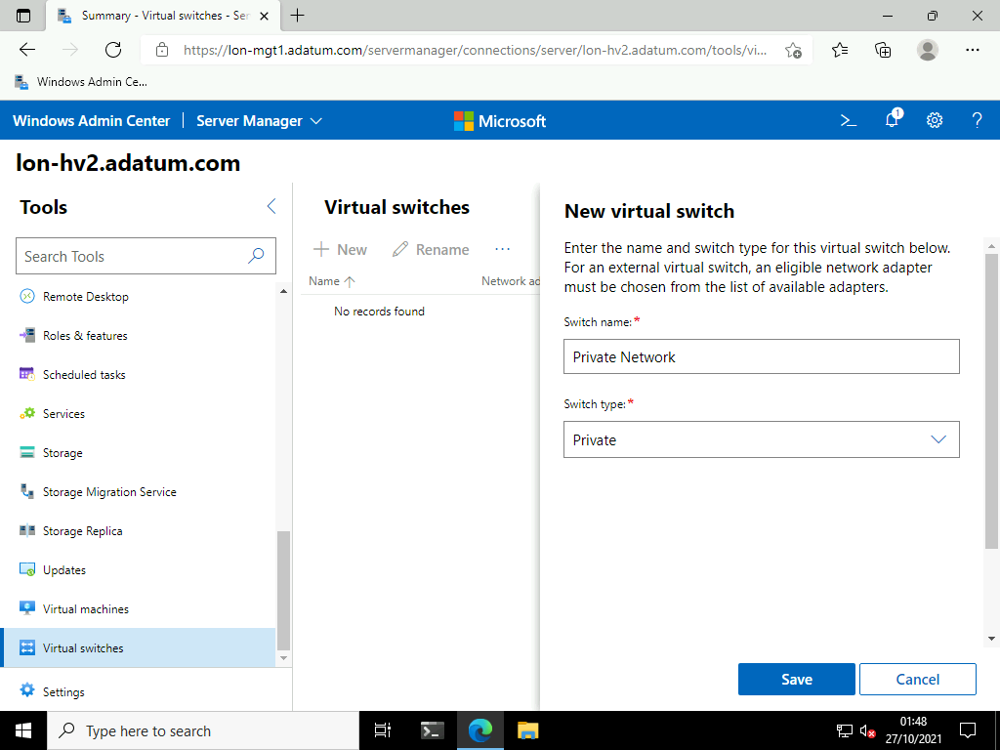 Summary - Virtual switches - Ser
https://lon-mgt1.adatum.com/servermanager/connections/server/lon-hv2.adatum.com/tools/vi...
Windows Admin Ce...
Windows Admin Center
Server Manager
Microsoft
1
?
lon-hv2.adatum.com
Tools
Search Tools
Remote Desktop
Roles & features
Scheduled tasks
Services
Storage
Storage Migration Service
Storage Replica
Updates
Virtual machines
Virtual switches
Settings
Virtual switches
New
Rename
Name
Network ad
No records found
New virtual switch
Enter the name and switch type for this virtual switch below.
For an external virtual switch, an eligible network adapter
must be chosen from the list of available adapters.
Switch name:*
Private Network
Switch type:*
Private
Save
Cancel
Type here to search
01:48
27/10/2021